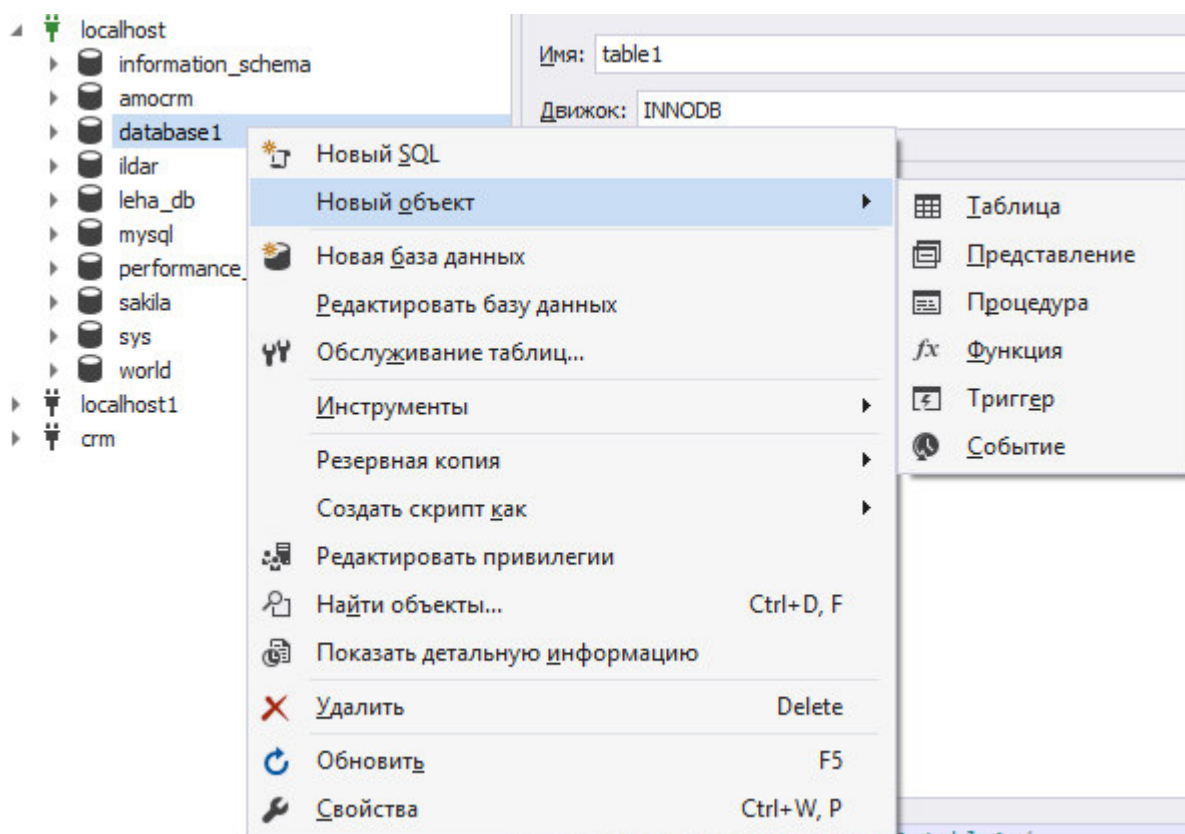 localhost
information_schema
amocrm
database1
ildar
leha_db
mysql
performance_
sakila
sys
world
localhost1
crm
Имя: table1
Движок: INNODB
Новый SQL
Новый объект
Новая база данных
Редактировать базу данных
Обслуживание таблиц...
Инструменты
Резервная копия
Создать скрипт как
Редактировать привилегии
Найти объекты... Ctrl+D, F
Показать детальную информацию
Удалить Delete
Обновить F5
Свойства Ctrl+W, P
Таблица
Представление
Процедура
Функция
Триггер
Событие